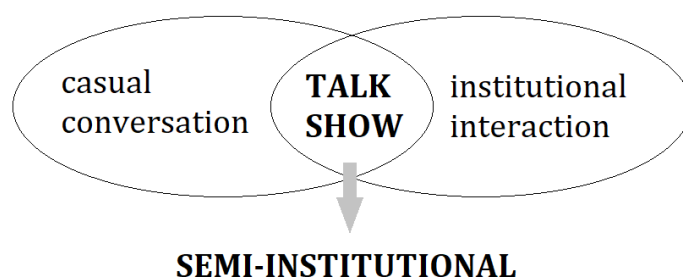 casual
conversation
TALK
SHOW
institutional
interaction
SEMI-INSTITUTIONAL